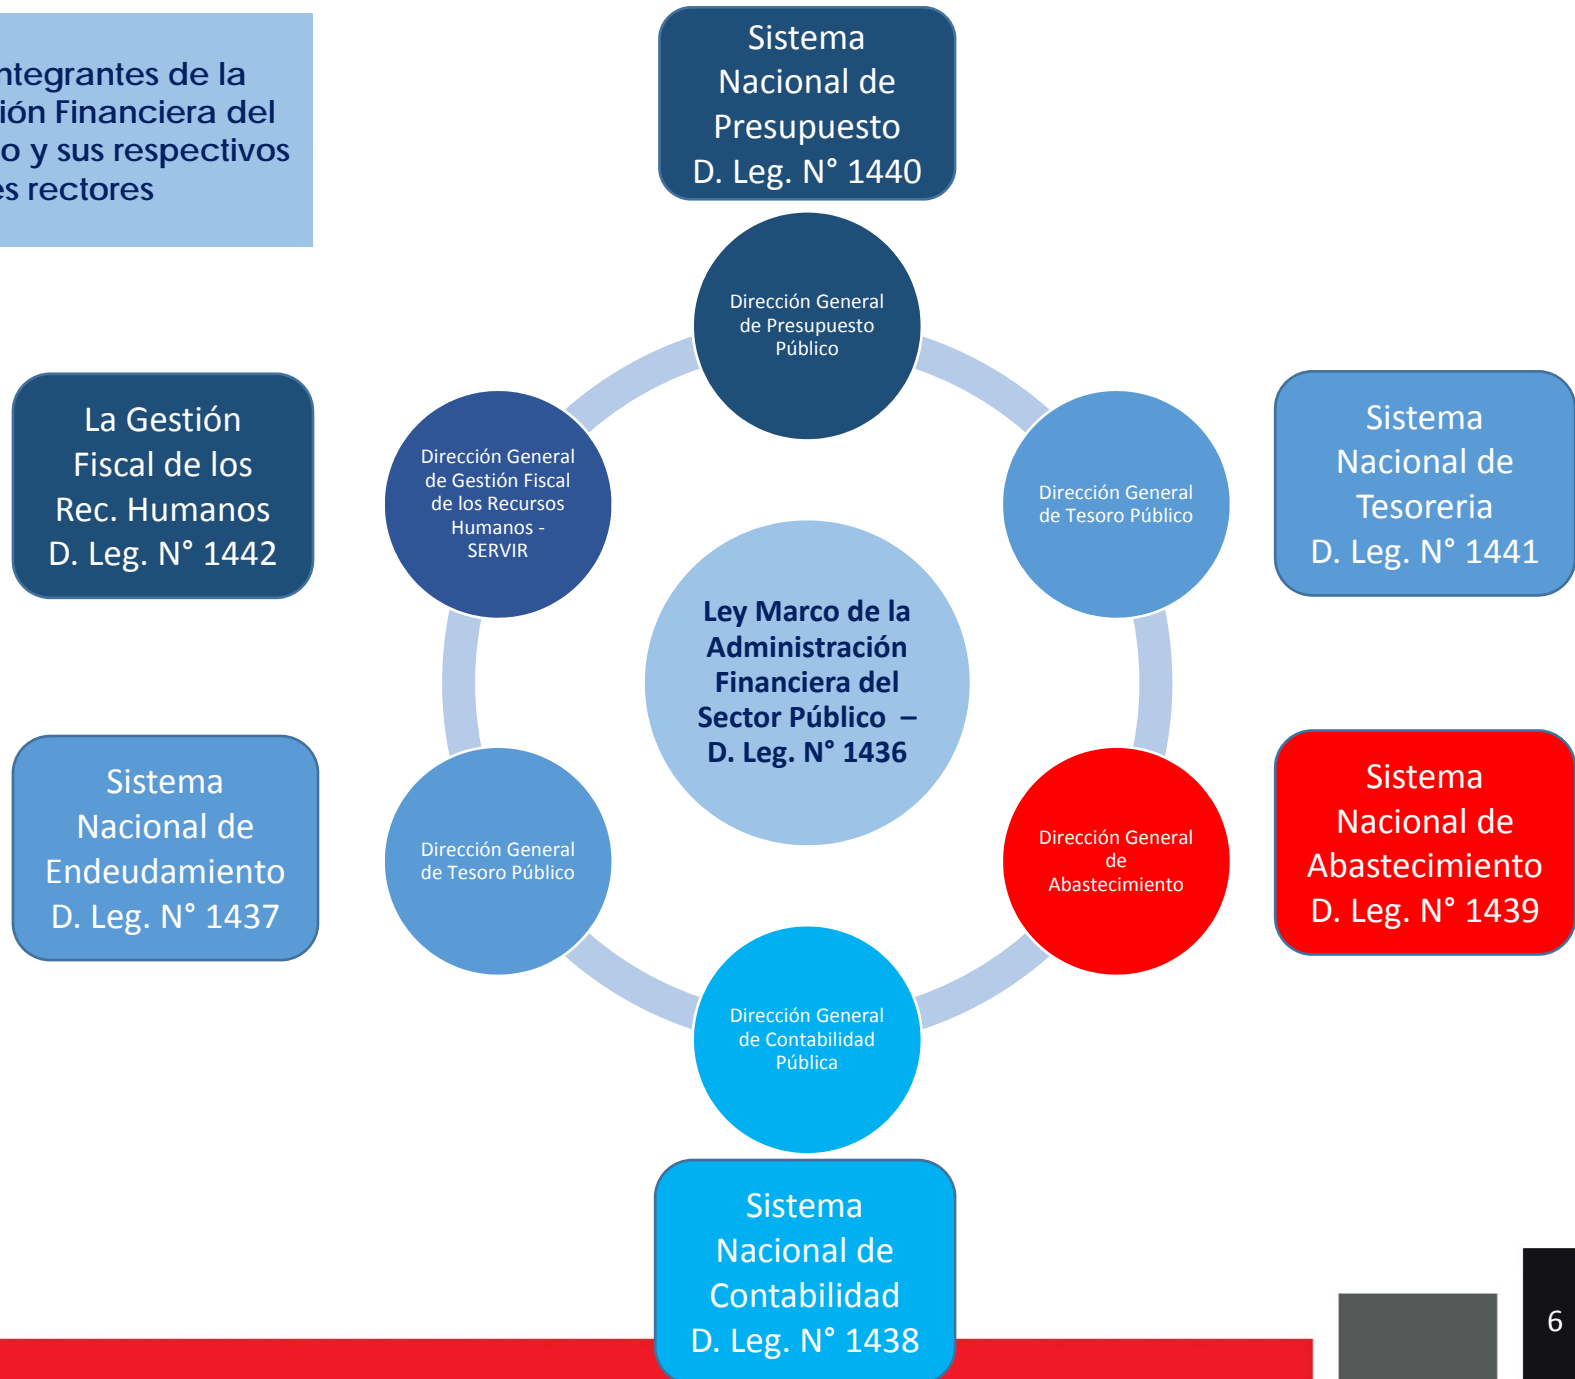 ntegrantes de la
ión Financiera del
o y sus respectivos
es rectores
Sistema
Nacional de
Presupuesto
D. Leg. N° 1440
Dirección General
de Presupuesto
Público
La Gestión
Fiscal de los
Rec. Humanos
D. Leg. N° 1442
Dirección General
de Gestión Fiscal
de los Recursos
Humanos -
SERVIR
Dirección General
de Tesoro Público
Sistema
Nacional de
Tesoreria
D. Leg. N° 1441
Ley Marco de la
Administración
Financiera del
Sector Público –
D. Leg. N° 1436
Sistema
Nacional de
Endeudamiento
D. Leg. N° 1437
Dirección General
de Tesoro Público
Dirección General
de
Abastecimiento
Sistema
Nacional de
Abastecimiento
D. Leg. N° 1439
Dirección General
de Contabilidad
Pública
Sistema
Nacional de
Contabilidad
D. Leg. N° 1438
6